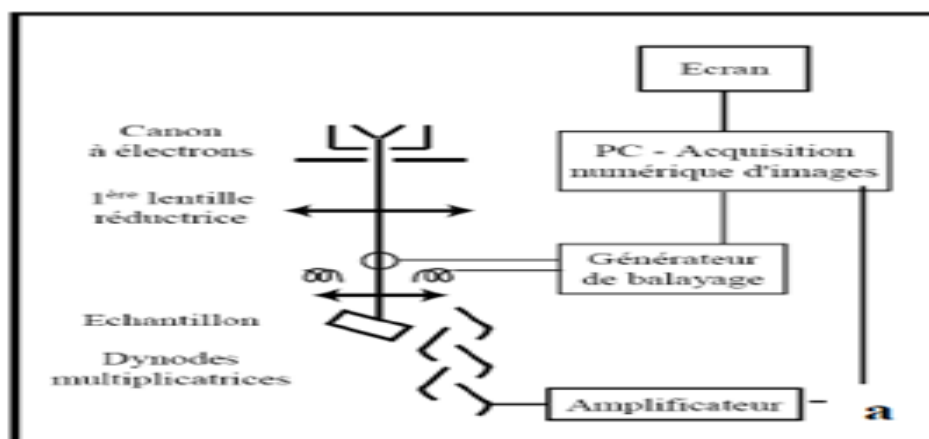 Ecran
Canon
à électrons
PC - Acquisition
numérique d'images
1ère lentille
réductrice
Générateur
de balayage
Echantillon
Dynodes
multiplicatrices
Amplificateur
a